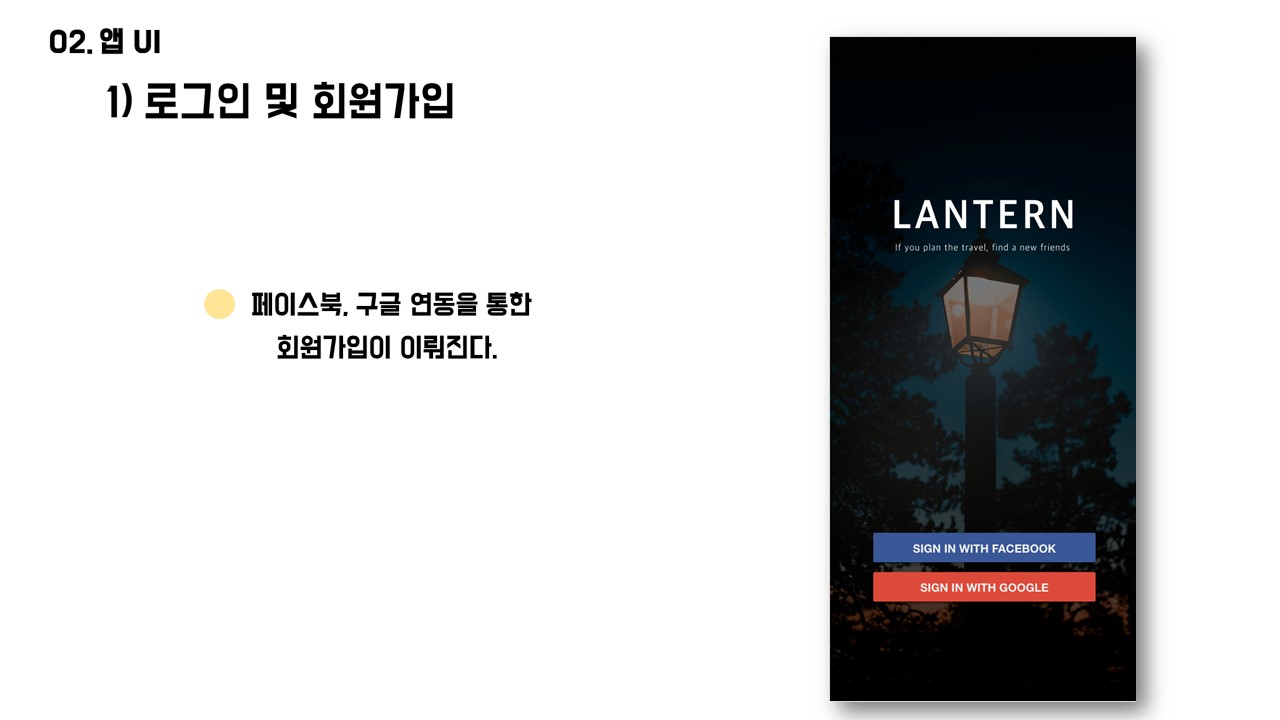 02. 앱 UI
1) 로그인 및 회원가입
페이스북, 구글 연동을 통한
회원가입이 이뤄진다.
LANTERN
If you plan the travel, find a new friends
SIGN IN WITH FACEBOOK
SIGN IN WITH GOOGLE